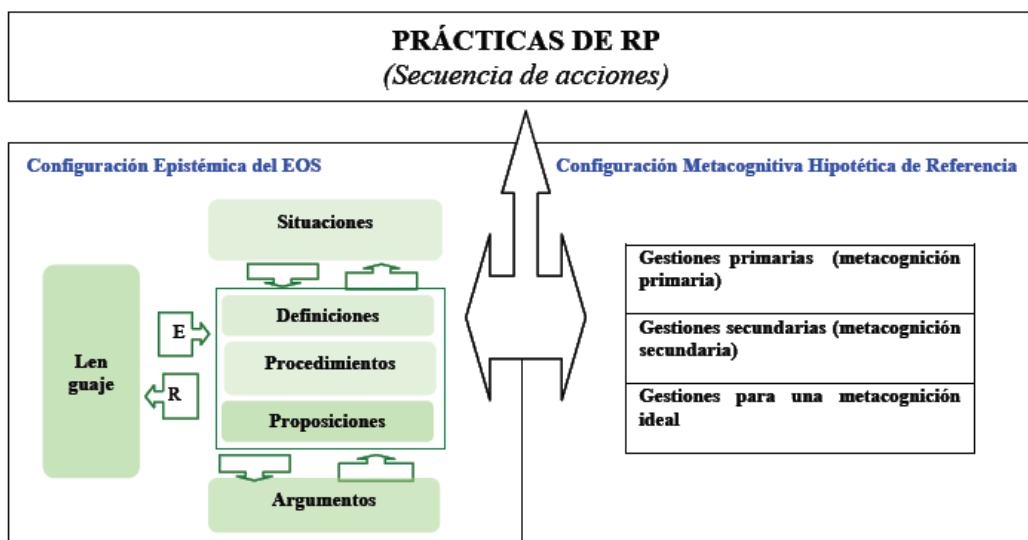 PRÁCTICAS DE RP
(Secuencia de acciones)
Configuración Epistémica del EOS
Situaciones
Len
guaje
E
R
Definiciones
Procedimientos
Proposiciones
Argumentos
Configuración Metacognitiva Hipotética de Referencia
Gestiones primarias (metacognición
primaria)
Gestiones secundarias (metacognición
secundaria)
Gestiones para una metacognición
ideal